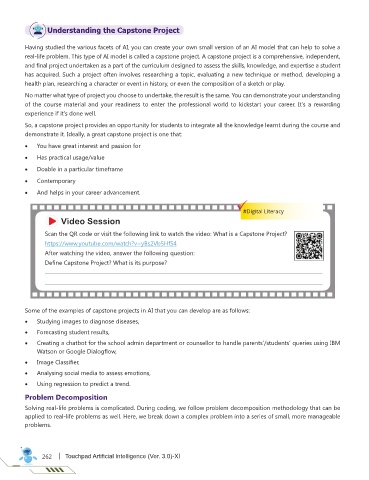 Understanding the Capstone Project
Having studied the various facets of AI, you can create your own small version of an AI model that can help to solve a
real-life problem. This type of AI model is called a capstone project. A capstone project is a comprehensive, independent,
and final project undertaken as a part of the curriculum designed to assess the skills, knowledge, and expertise a student
has acquired. Such a project often involves researching a topic, evaluating a new technique or method, developing a
health plan, researching a character or event in history, or even the composition of a sketch or play.
No matter what type of project you choose to undertake, the result is the same. You can demonstrate your understanding
of the course material and your readiness to enter the professional world to kickstart your career. It's a rewarding
experience if it's done well.
So, a capstone project provides an opportunity for students to integrate all the knowledge learnt during the course and
demonstrate it. Ideally, a great capstone project is one that:
• You have great interest and passion for
• Has practical usage/value
• Doable in a particular timeframe
• Contemporary
• And helps in your career advancement.
#Digital Literacy
Video Session
Scan the QR code or visit the following link to watch the video: What is a Capstone Project?
https://www.youtube.com/watch?v=y8s2Vb5Hf54
After watching the video, answer the following question:
Define Capstone Project? What is its purpose?
Some of the examples of capstone projects in AI that you can develop are as follows:
• Studying images to diagnose diseases,
• Forecasting student results,
• Creating a chatbot for the school admin department or counsellor to handle parents'/students' queries using IBM
Watson or Google Dialogflow,
• Image Classifier,
• Analysing social media to assess emotions,
• Using regression to predict a trend.
Problem Decomposition
Solving real-life problems is complicated. During coding, we follow problem decomposition methodology that can be
applied to real-life problems as well. Here, we break down a complex problem into a series of small, more manageable
problems.
262 | Touchpad Artificial Intelligence (Ver. 3.0)-XI